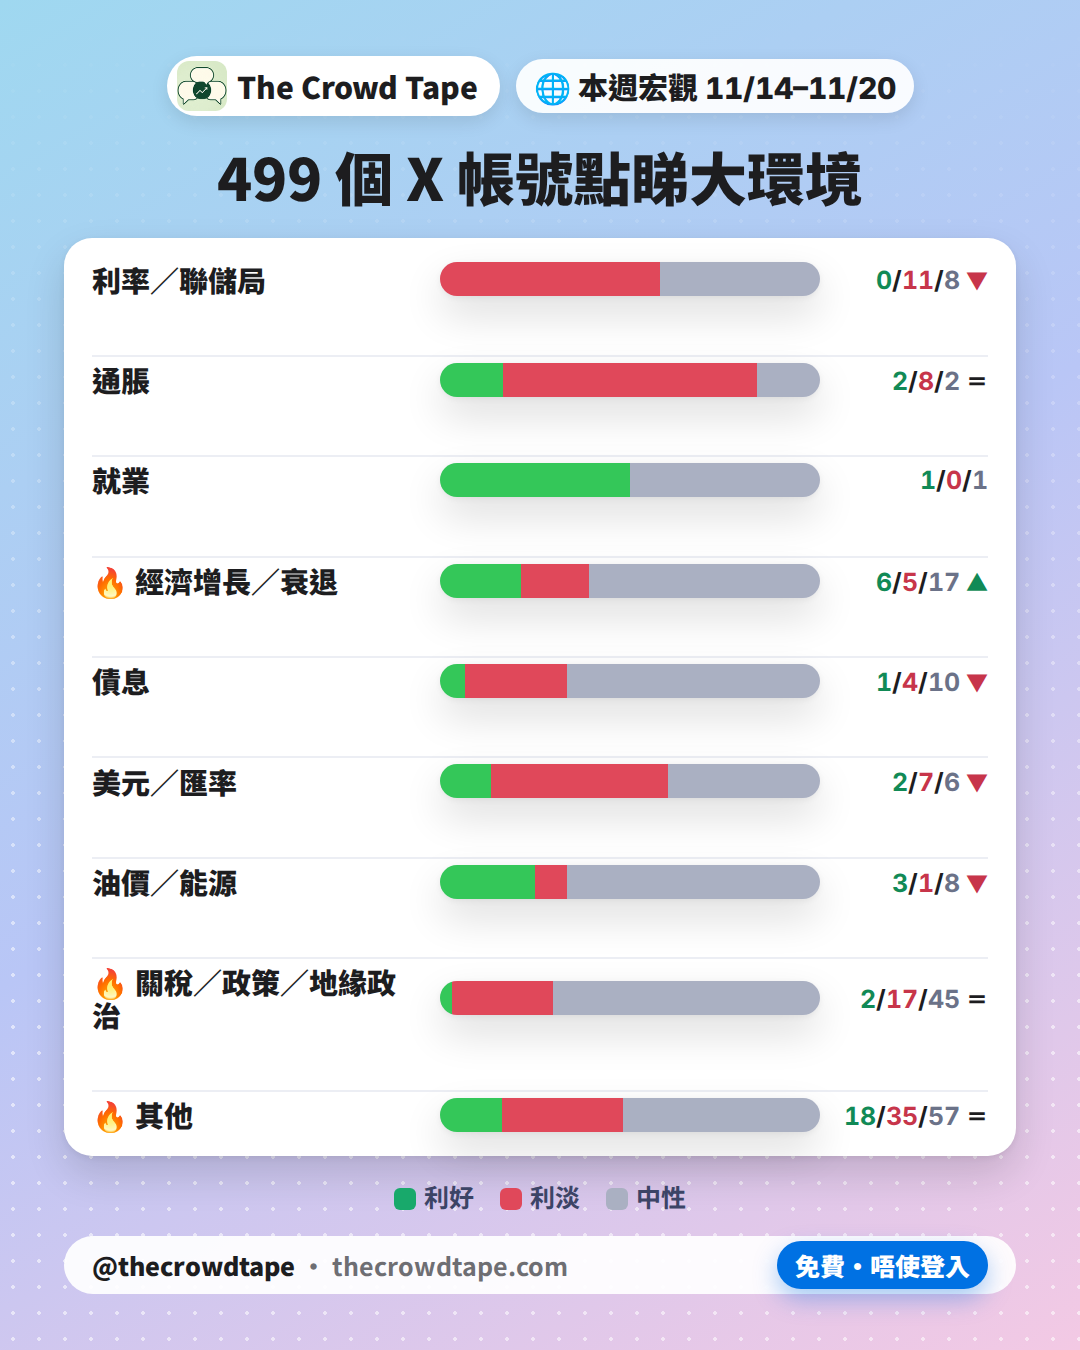 The Crowd Tape
🌐 本週宏觀 11/14–11/20
499 個 X 帳號點睇大環境
利率／聯儲局
0/11/8 ▼
通脹
2/8/2 =
就業
1/0/1
🔥 經濟增長／衰退
6/5/17 ▲
債息
1/4/10 ▼
美元／匯率
2/7/6 ▼
油價／能源
3/1/8 ▼
🔥 關稅／政策／地緣政
治
2/17/45 =
🔥 其他
18/35/57 =
利好 利淡 中性
@thecrowdtape · thecrowdtape.com
免費・唔使登入